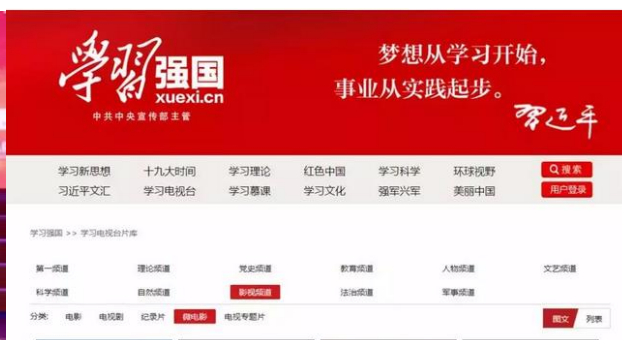 學習强国
xuexi.cn
中共中央宣传部主管
梦想从学习开始，
事业从实践起步。
习近平
学习新思想 十九大时间 学习理论 红色中国 学习科学 环球视野 搜索
习近平文汇 学习电视台 学习慕课 学习文化 强军兴军 美丽中国 用户登录
学习强国 >> 学习电视台片库
第一频道 理论频道 党史频道 教育频道 人物频道 文艺频道
科学频道 自然频道 影视频道 法治频道 军事频道
分类: 电影 电视剧 纪录片 微电影 电视专题片 图文 列表